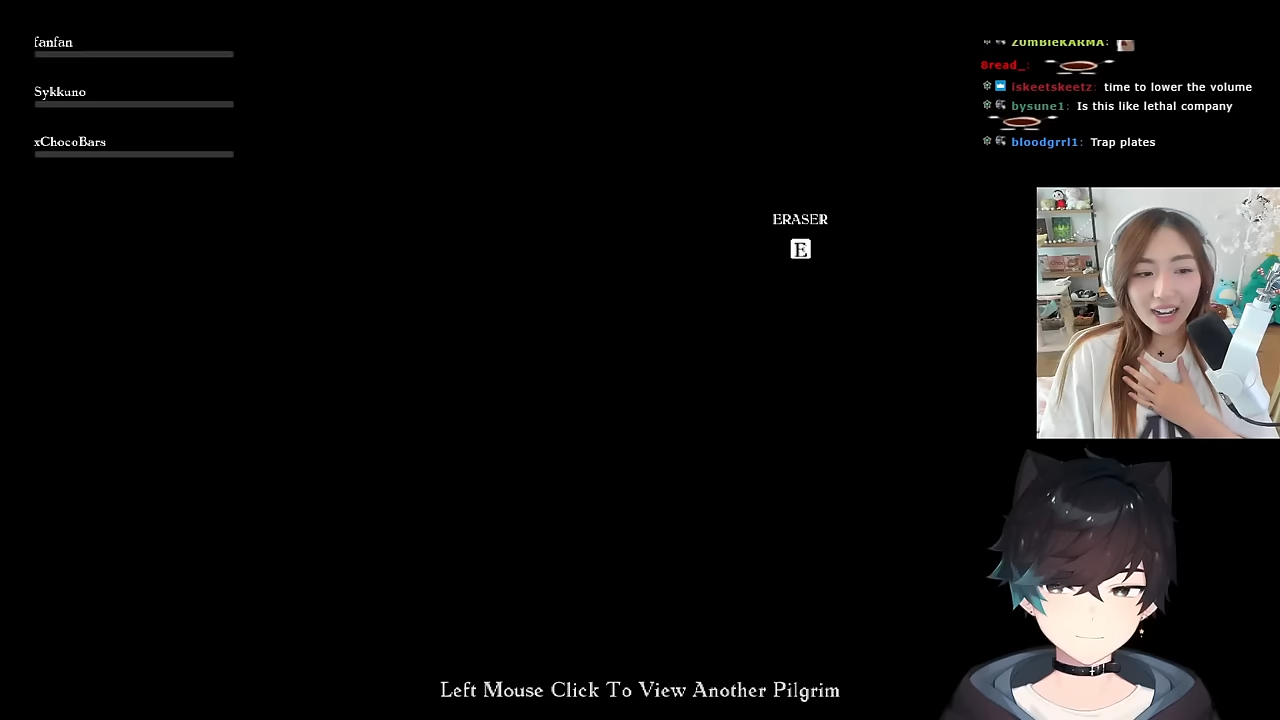 fanfan
Sykkuno
xChocoBars
ZomBieKARMA:
8read_:
iskeetskeetz: time to lower the volume
bysune1: Is this like lethal company
bloodgrrl1: Trap plates
ERASER
E
Left Mouse Click To View Another Pilgrim